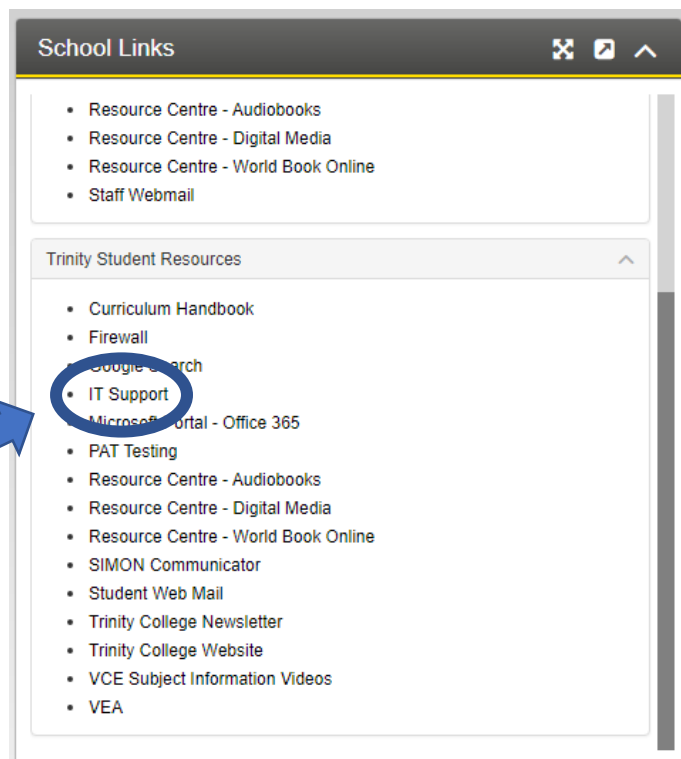 School Links
Resource Centre - Audiobooks
Resource Centre - Digital Media
Resource Centre - World Book Online
Staff Webmail
Trinity Student Resources
Curriculum Handbook
Firewall
Google Search
IT Support
Microsoft Portal - Office 365
PAT Testing
Resource Centre - Audiobooks
Resource Centre - Digital Media
Resource Centre - World Book Online
SIMON Communicator
Student Web Mail
Trinity College Newsletter
Trinity College Website
VCE Subject Information Videos
VEA